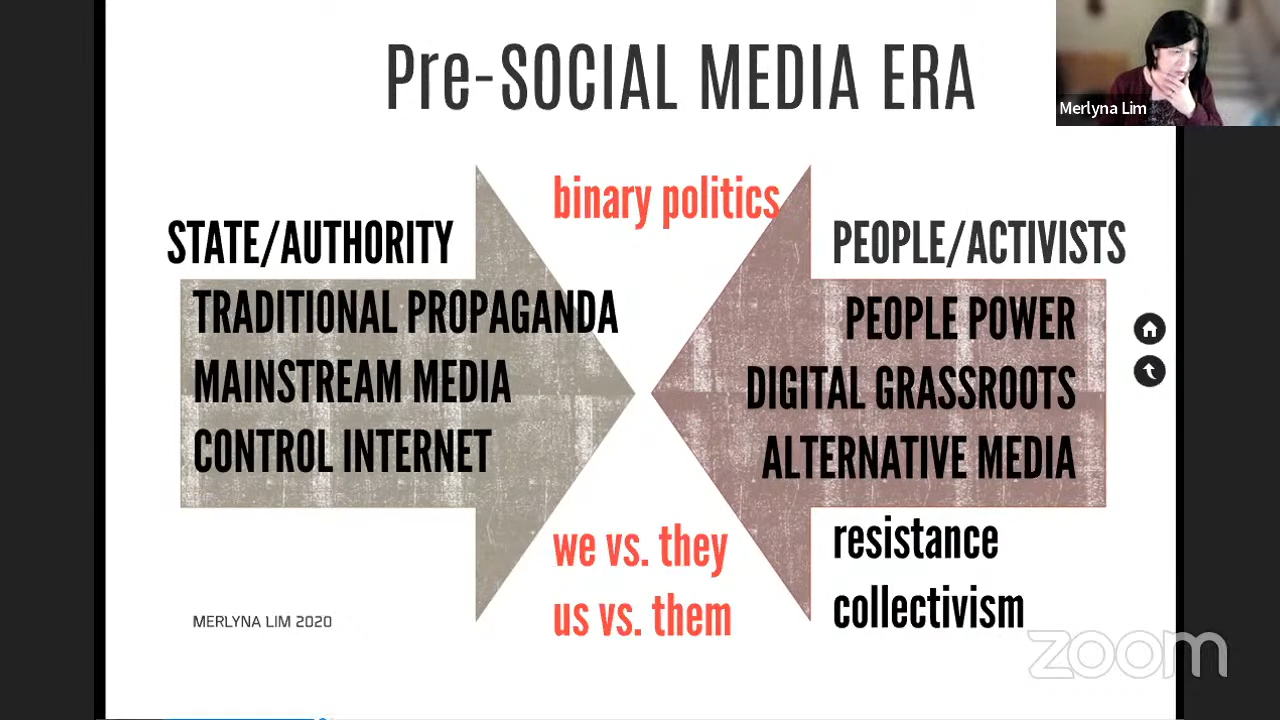 Pre-SOCIAL MEDIA ERA
Merlyna Lim
binary politics
STATE/AUTHORITY
TRADITIONAL PROPAGANDA
MAINSTREAM MEDIA
CONTROL INTERNET
PEOPLE/ACTIVISTS
PEOPLE POWER
DIGITAL GRASSROOTS
ALTERNATIVE MEDIA
we vs. they
us vs. them
resistance
collectivism
MERLYNA LIM 2020
zoom